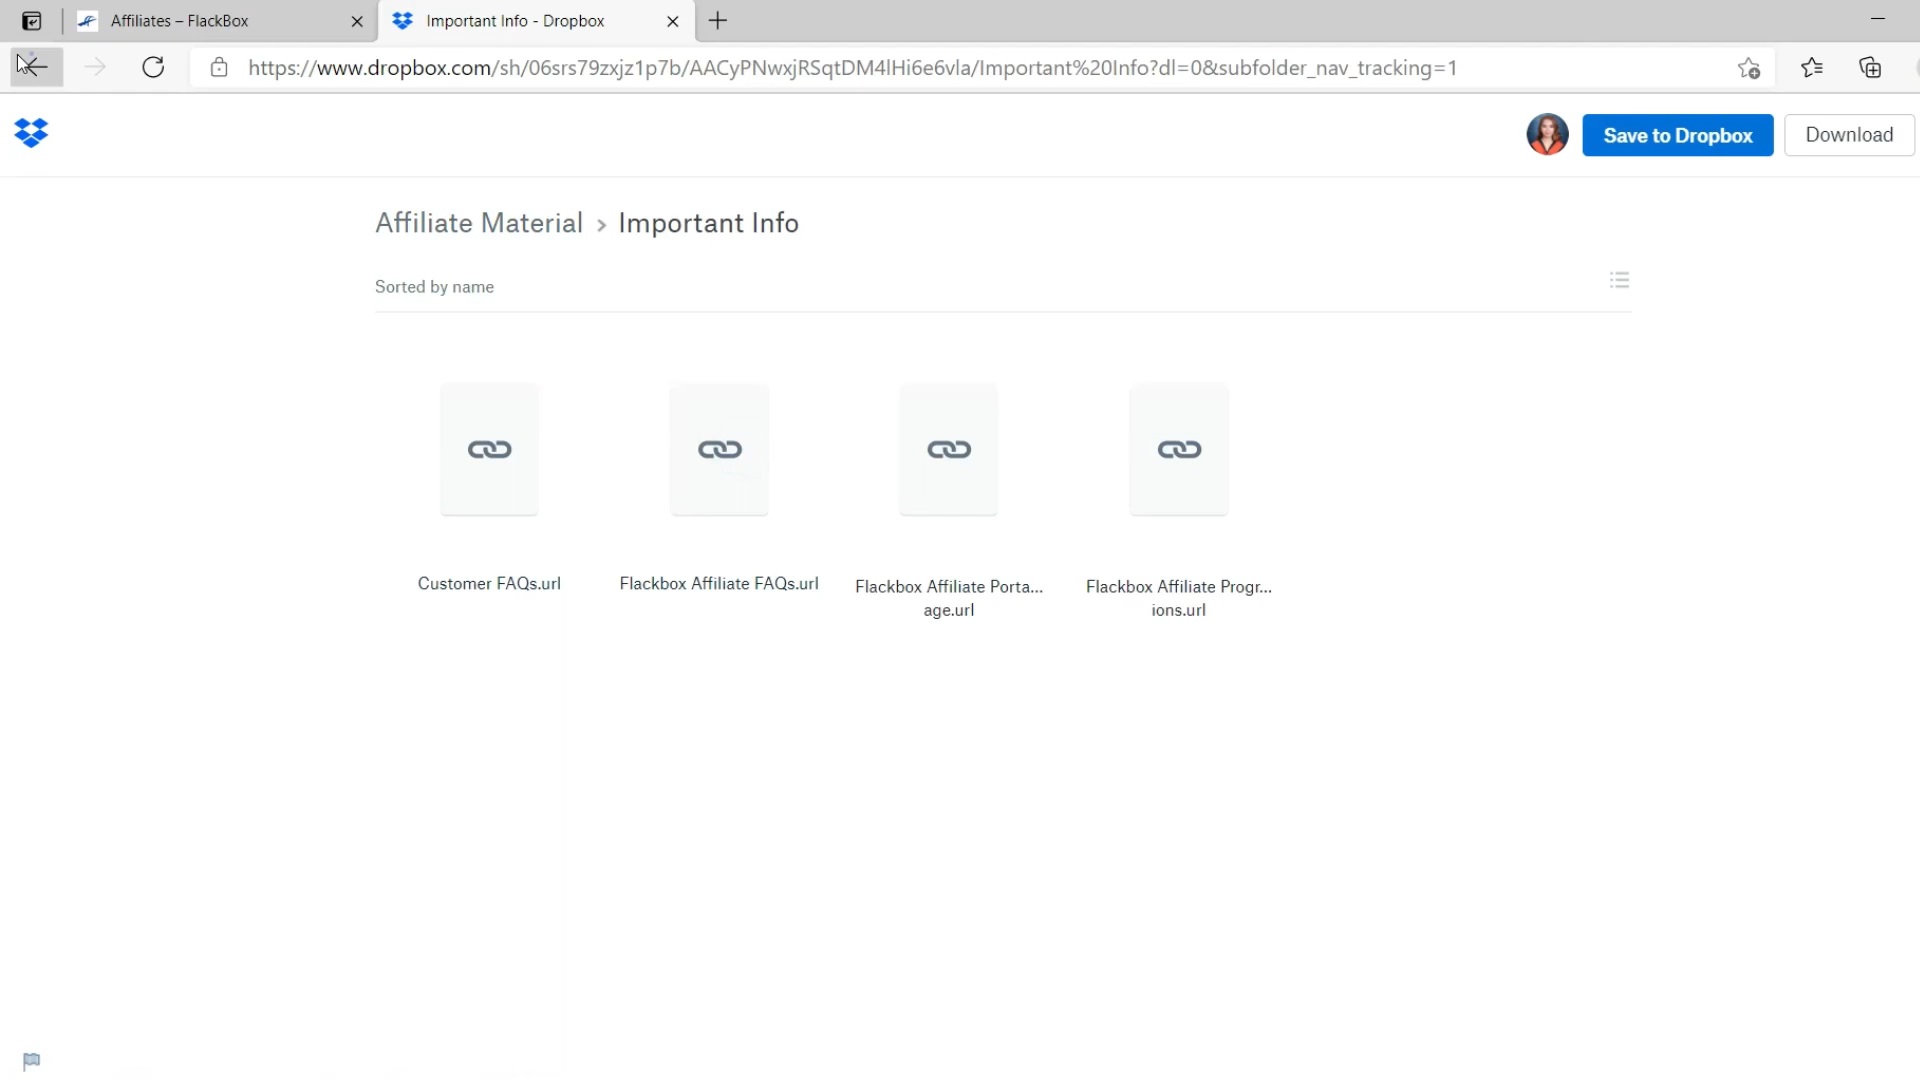 Affiliates – FlackBox
Important Info - Dropbox
https://www.dropbox.com/sh/06srs79zxjz1p7b/AACyPNwxjRSqtDM4lHi6e6vla/Important%20Info?dl=0&subfolder_nav_tracking=1
Save to Dropbox
Download
Affiliate Material > Important Info
Sorted by name
Customer FAQs.url
Flackbox Affiliate FAQs.url
Flackbox Affiliate Porta...
age.url
Flackbox Affiliate Progr...
ions.url